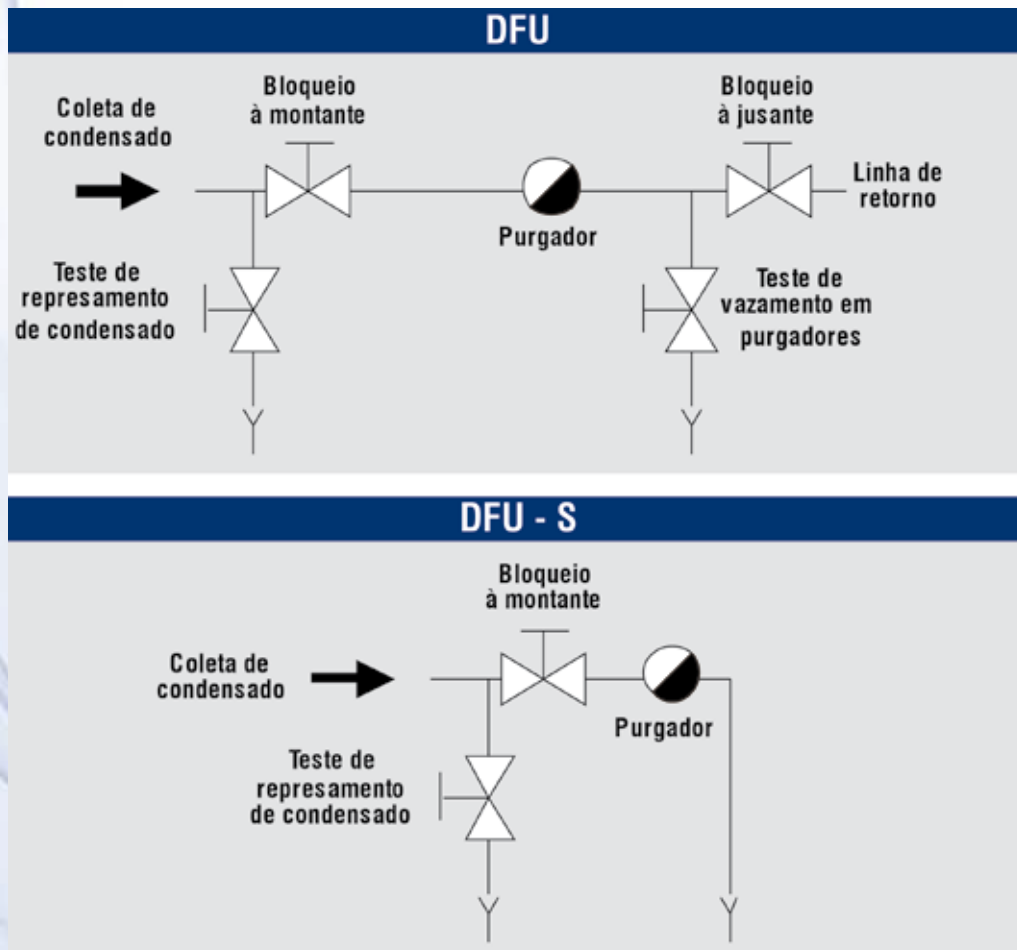 DFU
Coleta de
condensado
Bloqueio
à montante
Bloqueio
à jusante
Linha de
retorno
Purgador
Teste de
represamento
de condensado
Teste de
vazamento em
purgadores
DFU - S
Bloqueio
à montante
Coleta de
condensado
Purgador
Teste de
represamento
de condensado